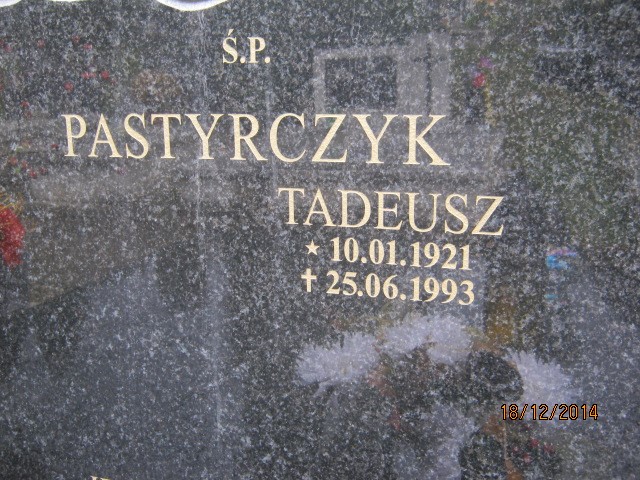 Ś.P.
PASTYRCZYK
TADEUSZ
★ 10.01.1921
✝ 25.06.1993
18/12/2014